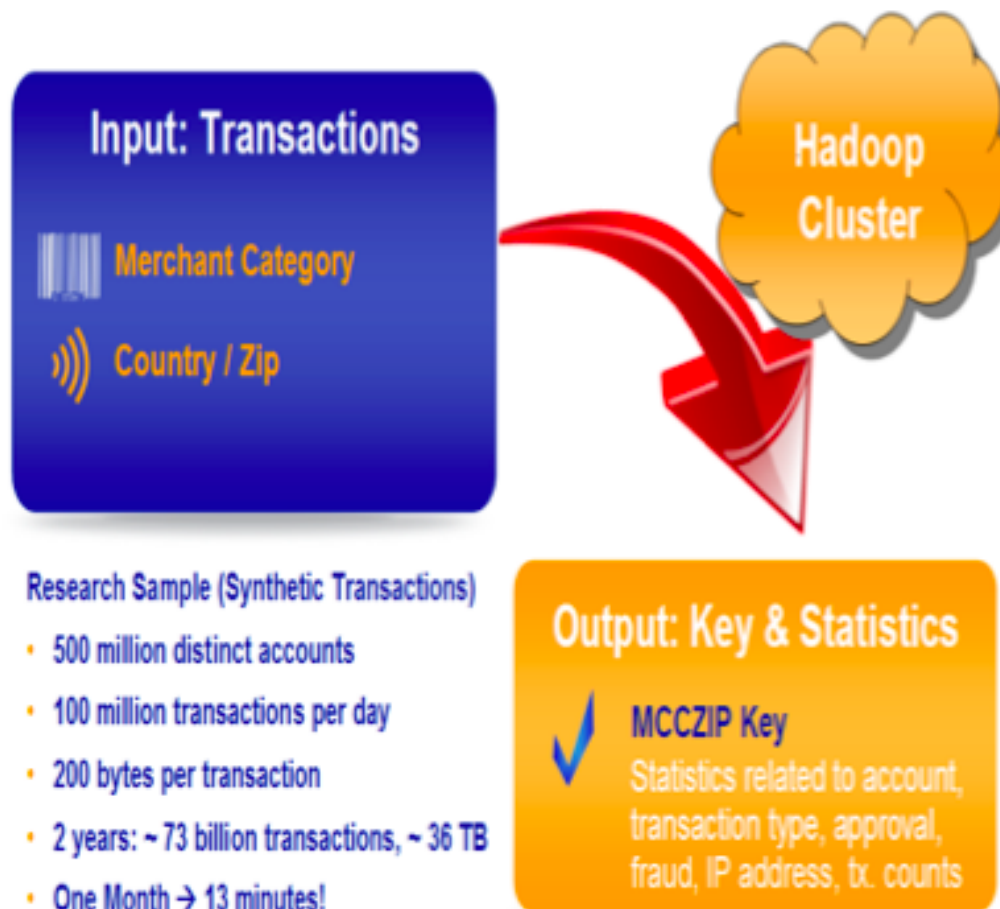 Input: Transactions
Merchant Category
Country / Zip
Hadoop
Cluster
Research Sample (Synthetic Transactions)
• 500 million distinct accounts
• 100 million transactions per day
• 200 bytes per transaction
• 2 years: ~ 73 billion transactions, ~ 36 TB
• One Month → 13 minutes!
Output: Key & Statistics
MCCZIP Key
Statistics related to account,
transaction type, approval,
fraud, IP address, tx. counts